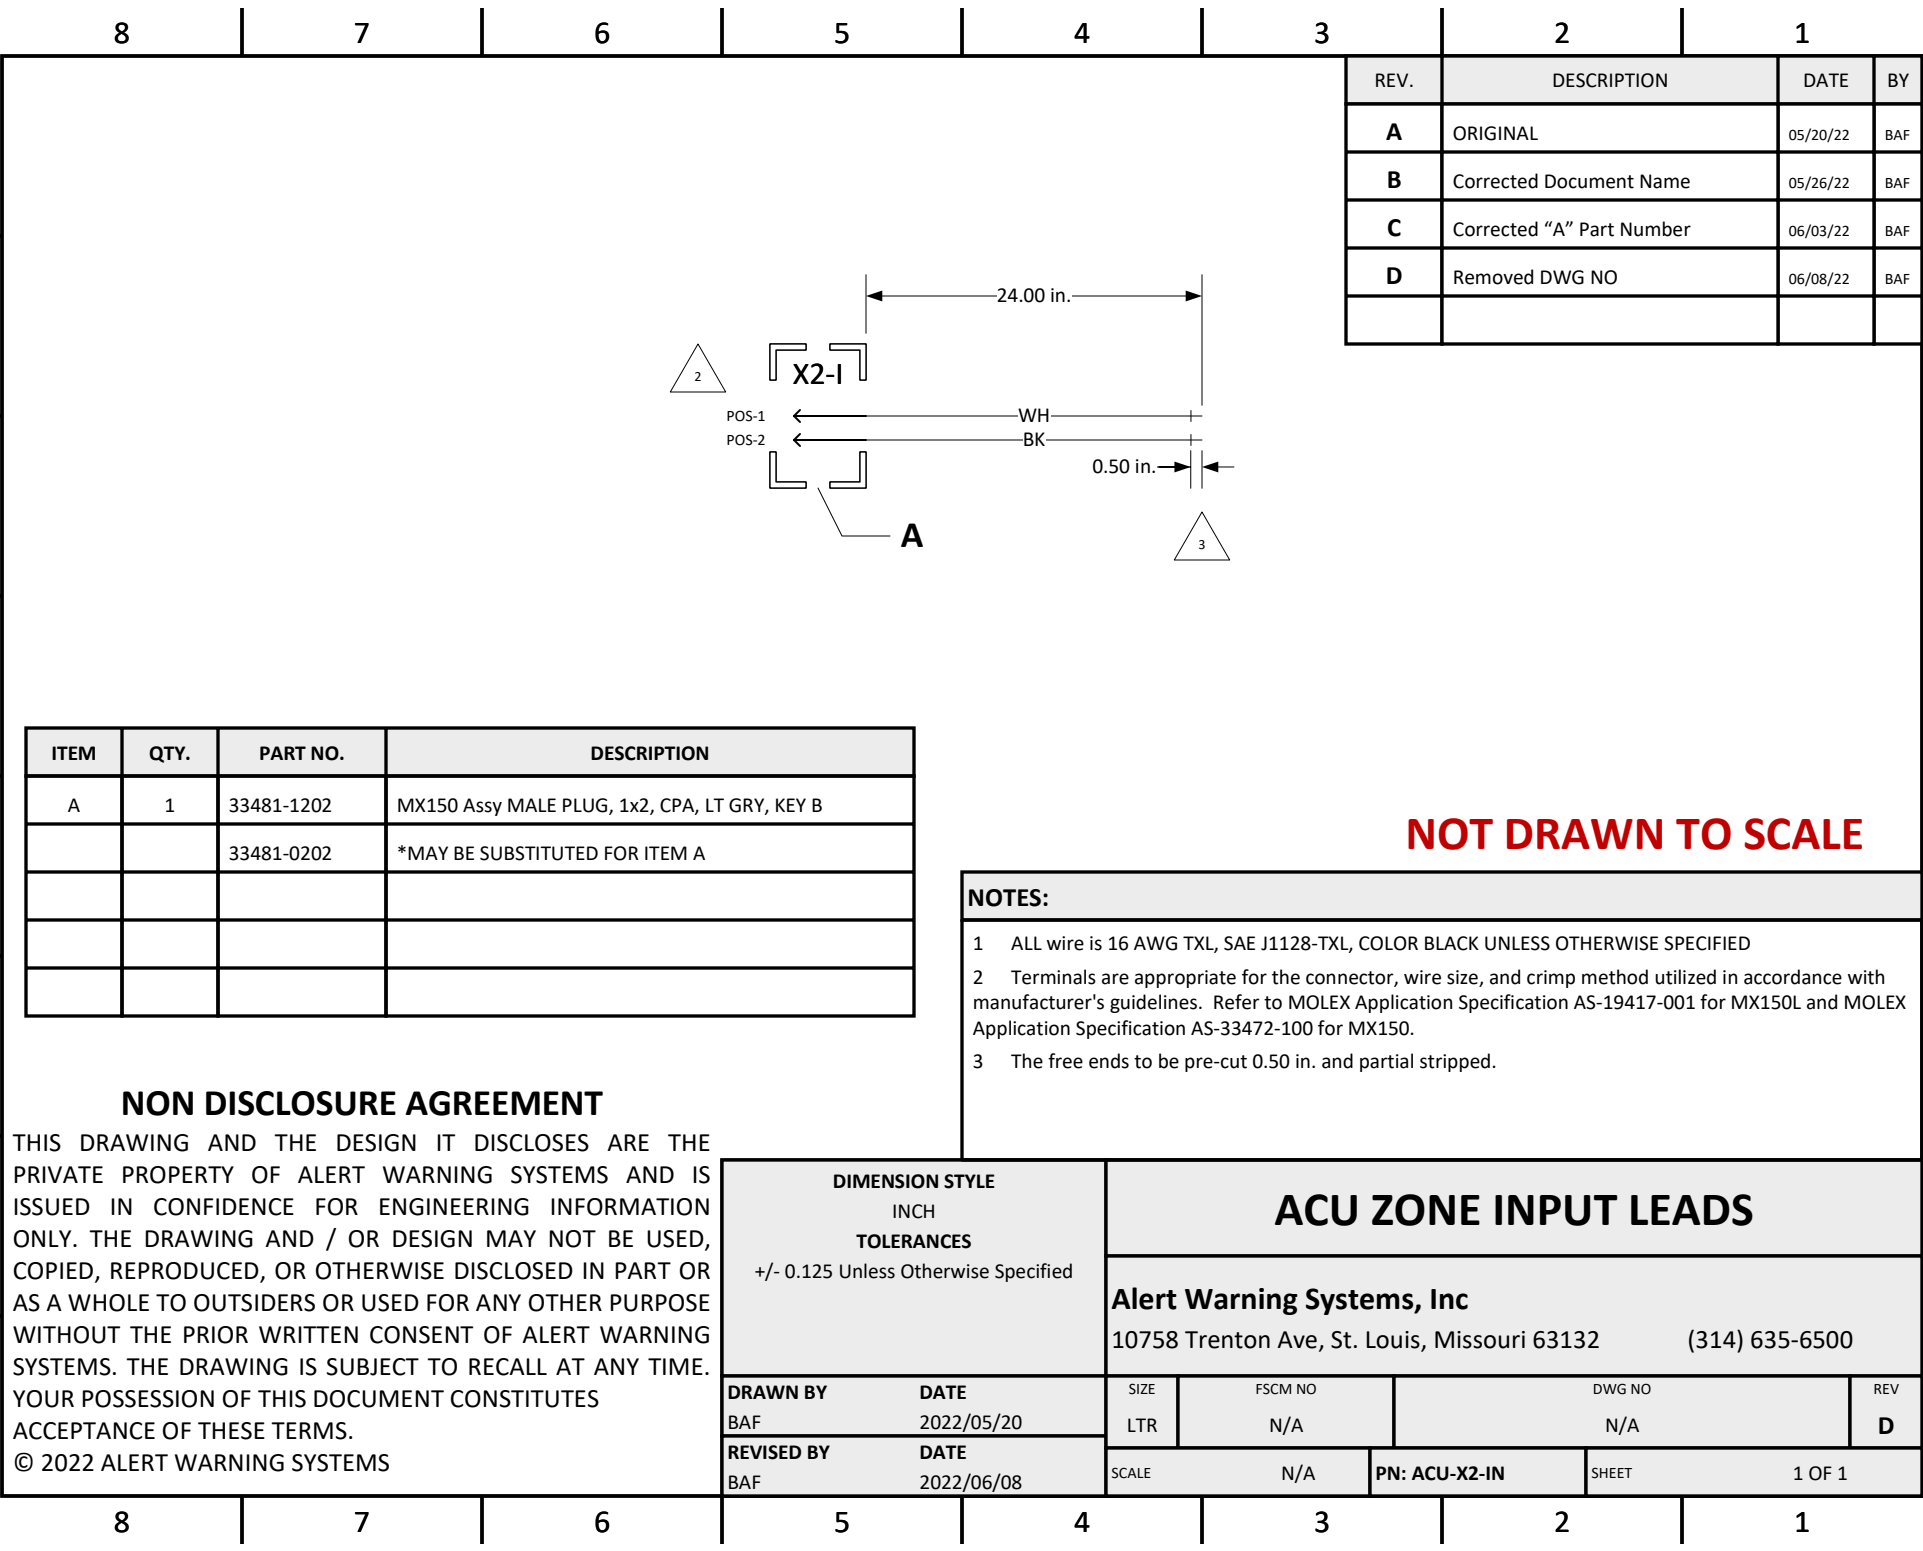 8 7 6 5 4 3 2 1
REV. DESCRIPTION DATE BY
A ORIGINAL 05/20/22 BAF
B Corrected Document Name 05/26/22 BAF
C Corrected “A” Part Number 06/03/22 BAF
D Removed DWG NO 06/08/22 BAF
24.00 in.
2
X2-I
POS-1 WH
POS-2 BK
0.50 in.
A
3
ITEM QTY. PART NO. DESCRIPTION
A 1 33481-1202 MX150 Assy MALE PLUG, 1x2, CPA, LT GRY, KEY B
33481-0202 *MAY BE SUBSTITUTED FOR ITEM A
NOT DRAWN TO SCALE
NOTES:
1 ALL wire is 16 AWG TXL, SAE J1128-TXL, COLOR BLACK UNLESS OTHERWISE SPECIFIED
2 Terminals are appropriate for the connector, wire size, and crimp method utilized in accordance with
manufacturer's guidelines. Refer to MOLEX Application Specification AS-19417-001 for MX150L and MOLEX
Application Specification AS-33472-100 for MX150.
3 The free ends to be pre-cut 0.50 in. and partial stripped.
NON DISCLOSURE AGREEMENT
THIS DRAWING AND THE DESIGN IT DISCLOSES ARE THE
PRIVATE PROPERTY OF ALERT WARNING SYSTEMS AND IS
ISSUED IN CONFIDENCE FOR ENGINEERING INFORMATION
ONLY. THE DRAWING AND / OR DESIGN MAY NOT BE USED,
COPIED, REPRODUCED, OR OTHERWISE DISCLOSED IN PART OR
AS A WHOLE TO OUTSIDERS OR USED FOR ANY OTHER PURPOSE
WITHOUT THE PRIOR WRITTEN CONSENT OF ALERT WARNING
SYSTEMS. THE DRAWING IS SUBJECT TO RECALL AT ANY TIME.
YOUR POSSESSION OF THIS DOCUMENT CONSTITUTES
ACCEPTANCE OF THESE TERMS.
© 2022 ALERT WARNING SYSTEMS
DIMENSION STYLE
INCH
TOLERANCES
+/- 0.125 Unless Otherwise Specified
DRAWN BY DATE
BAF 2022/05/20
REVISED BY DATE
BAF 2022/06/08
ACU ZONE INPUT LEADS
Alert Warning Systems, Inc
10758 Trenton Ave, St. Louis, Missouri 63132 (314) 635-6500
SIZE FSCM NO DWG NO REV
LTR N/A N/A D
SCALE N/A PN: ACU-X2-IN SHEET 1 OF 1
8 7 6 5 4 3 2 1